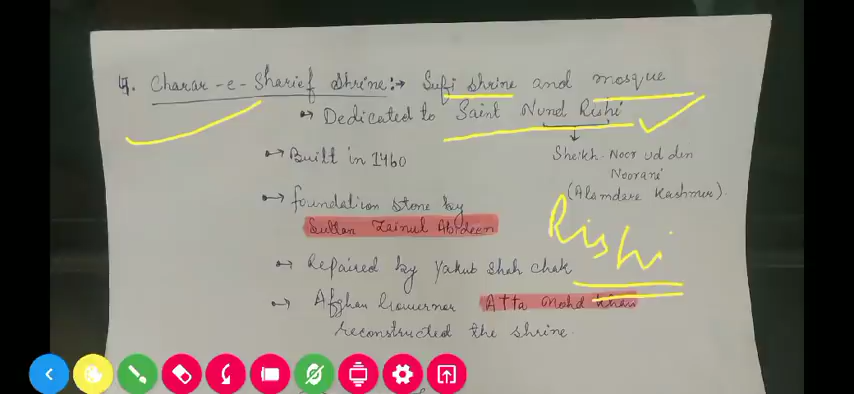 4. Charar-e-Sharief Shrine:→ Sufi shrine and mosque
↦ Dedicated to Saint Nund Rishi
↦ Built in 1460
Sheikh Noor ud din
Noorani
(Alamdare Kashmir).
↦ foundation stone by
Sultan Zainul Abideen
Rishi
↦ Repaired by Yakub Shah Chak
↦ Afghan Governor Atta Mohd Khan
reconstructed the shrine.